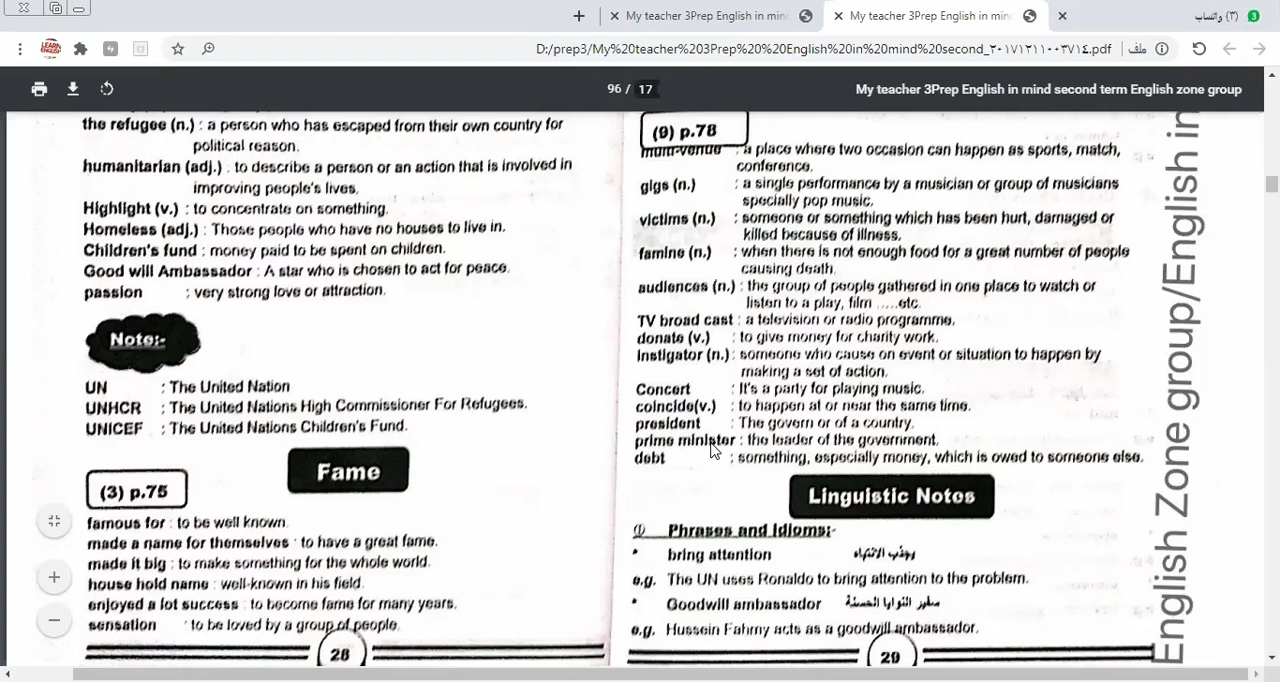 My teacher 3Prep English in mind
My teacher 3Prep English in mind
(٣) واتساب
3
D:/prep3/My%20teacher%203Prep%20%20English%20in%20mind%20second_٢٠١٧١٢١١٠٠٣٧١٤.pdf
ملف
96 / 17
My teacher 3Prep English in mind second term English zone group
the refugee (n.) : a person who has escaped from their own country for
political reason.
humanitarian (adj.) : to describe a person or an action that is involved in
improving people's lives.
Highlight (v.) : to concentrate on something.
Homeless (adj.) : Those people who have no houses to live in.
Children's fund : money paid to be spent on children.
Good will Ambassador : A star who is chosen to act for peace.
passion : very strong love or attraction.
Note:-
UN : The United Nation
UNHCR : The United Nations High Commissioner For Refugees.
UNICEF : The United Nations Children's Fund.
Fame
(3) p.75
famous for : to be well known.
made a name for themselves : to have a great fame.
made it big : to make something for the whole world.
house hold name : well-known in his field.
enjoyed a lot success : to become fame for many years.
sensation : to be loved by a group of people.
28
(9) p.78
multi-venue : a place where two occasion can happen as sports, match,
conference.
gigs (n.) : a single performance by a musician or group of musicians
specially pop music.
victims (n.) : someone or something which has been hurt, damaged or
killed because of illness.
famine (n.) : when there is not enough food for a great number of people
causing death.
audiences (n.) : the group of people gathered in one place to watch or
listen to a play, film .....etc.
TV broad cast : a television or radio programme.
donate (v.) : to give money for charity work.
instigator (n.) : someone who cause on event or situation to happen by
making a set of action.
Concert : It's a party for playing music.
coincide(v.) : to happen at or near the same time.
president : The govern or of a country.
prime minister : the leader of the government.
debt : something, especially money, which is owed to someone else.
Linguistic Notes
① Phrases and Idioms:-
* bring attention يجذب الانتباه
e.g. The UN uses Ronaldo to bring attention to the problem.
* Goodwill ambassador سفير النوايا الحسنة
e.g. Hussein Fahmy acts as a goodwill ambassador.
29
English Zone group/English in